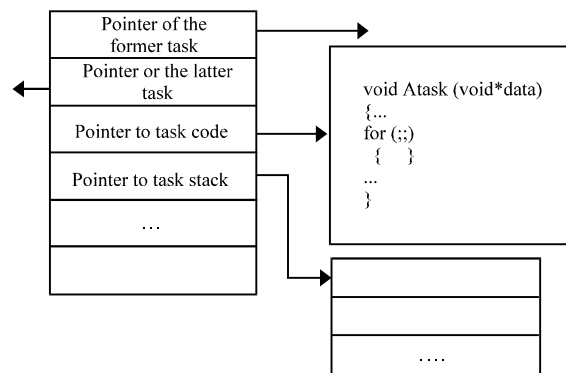 Pointer of the
former task
Pointer or the latter
task
Pointer to task code
Pointer to task stack
...
void Atask (void*data)
{...
for (;;)
{ }
...
}
....